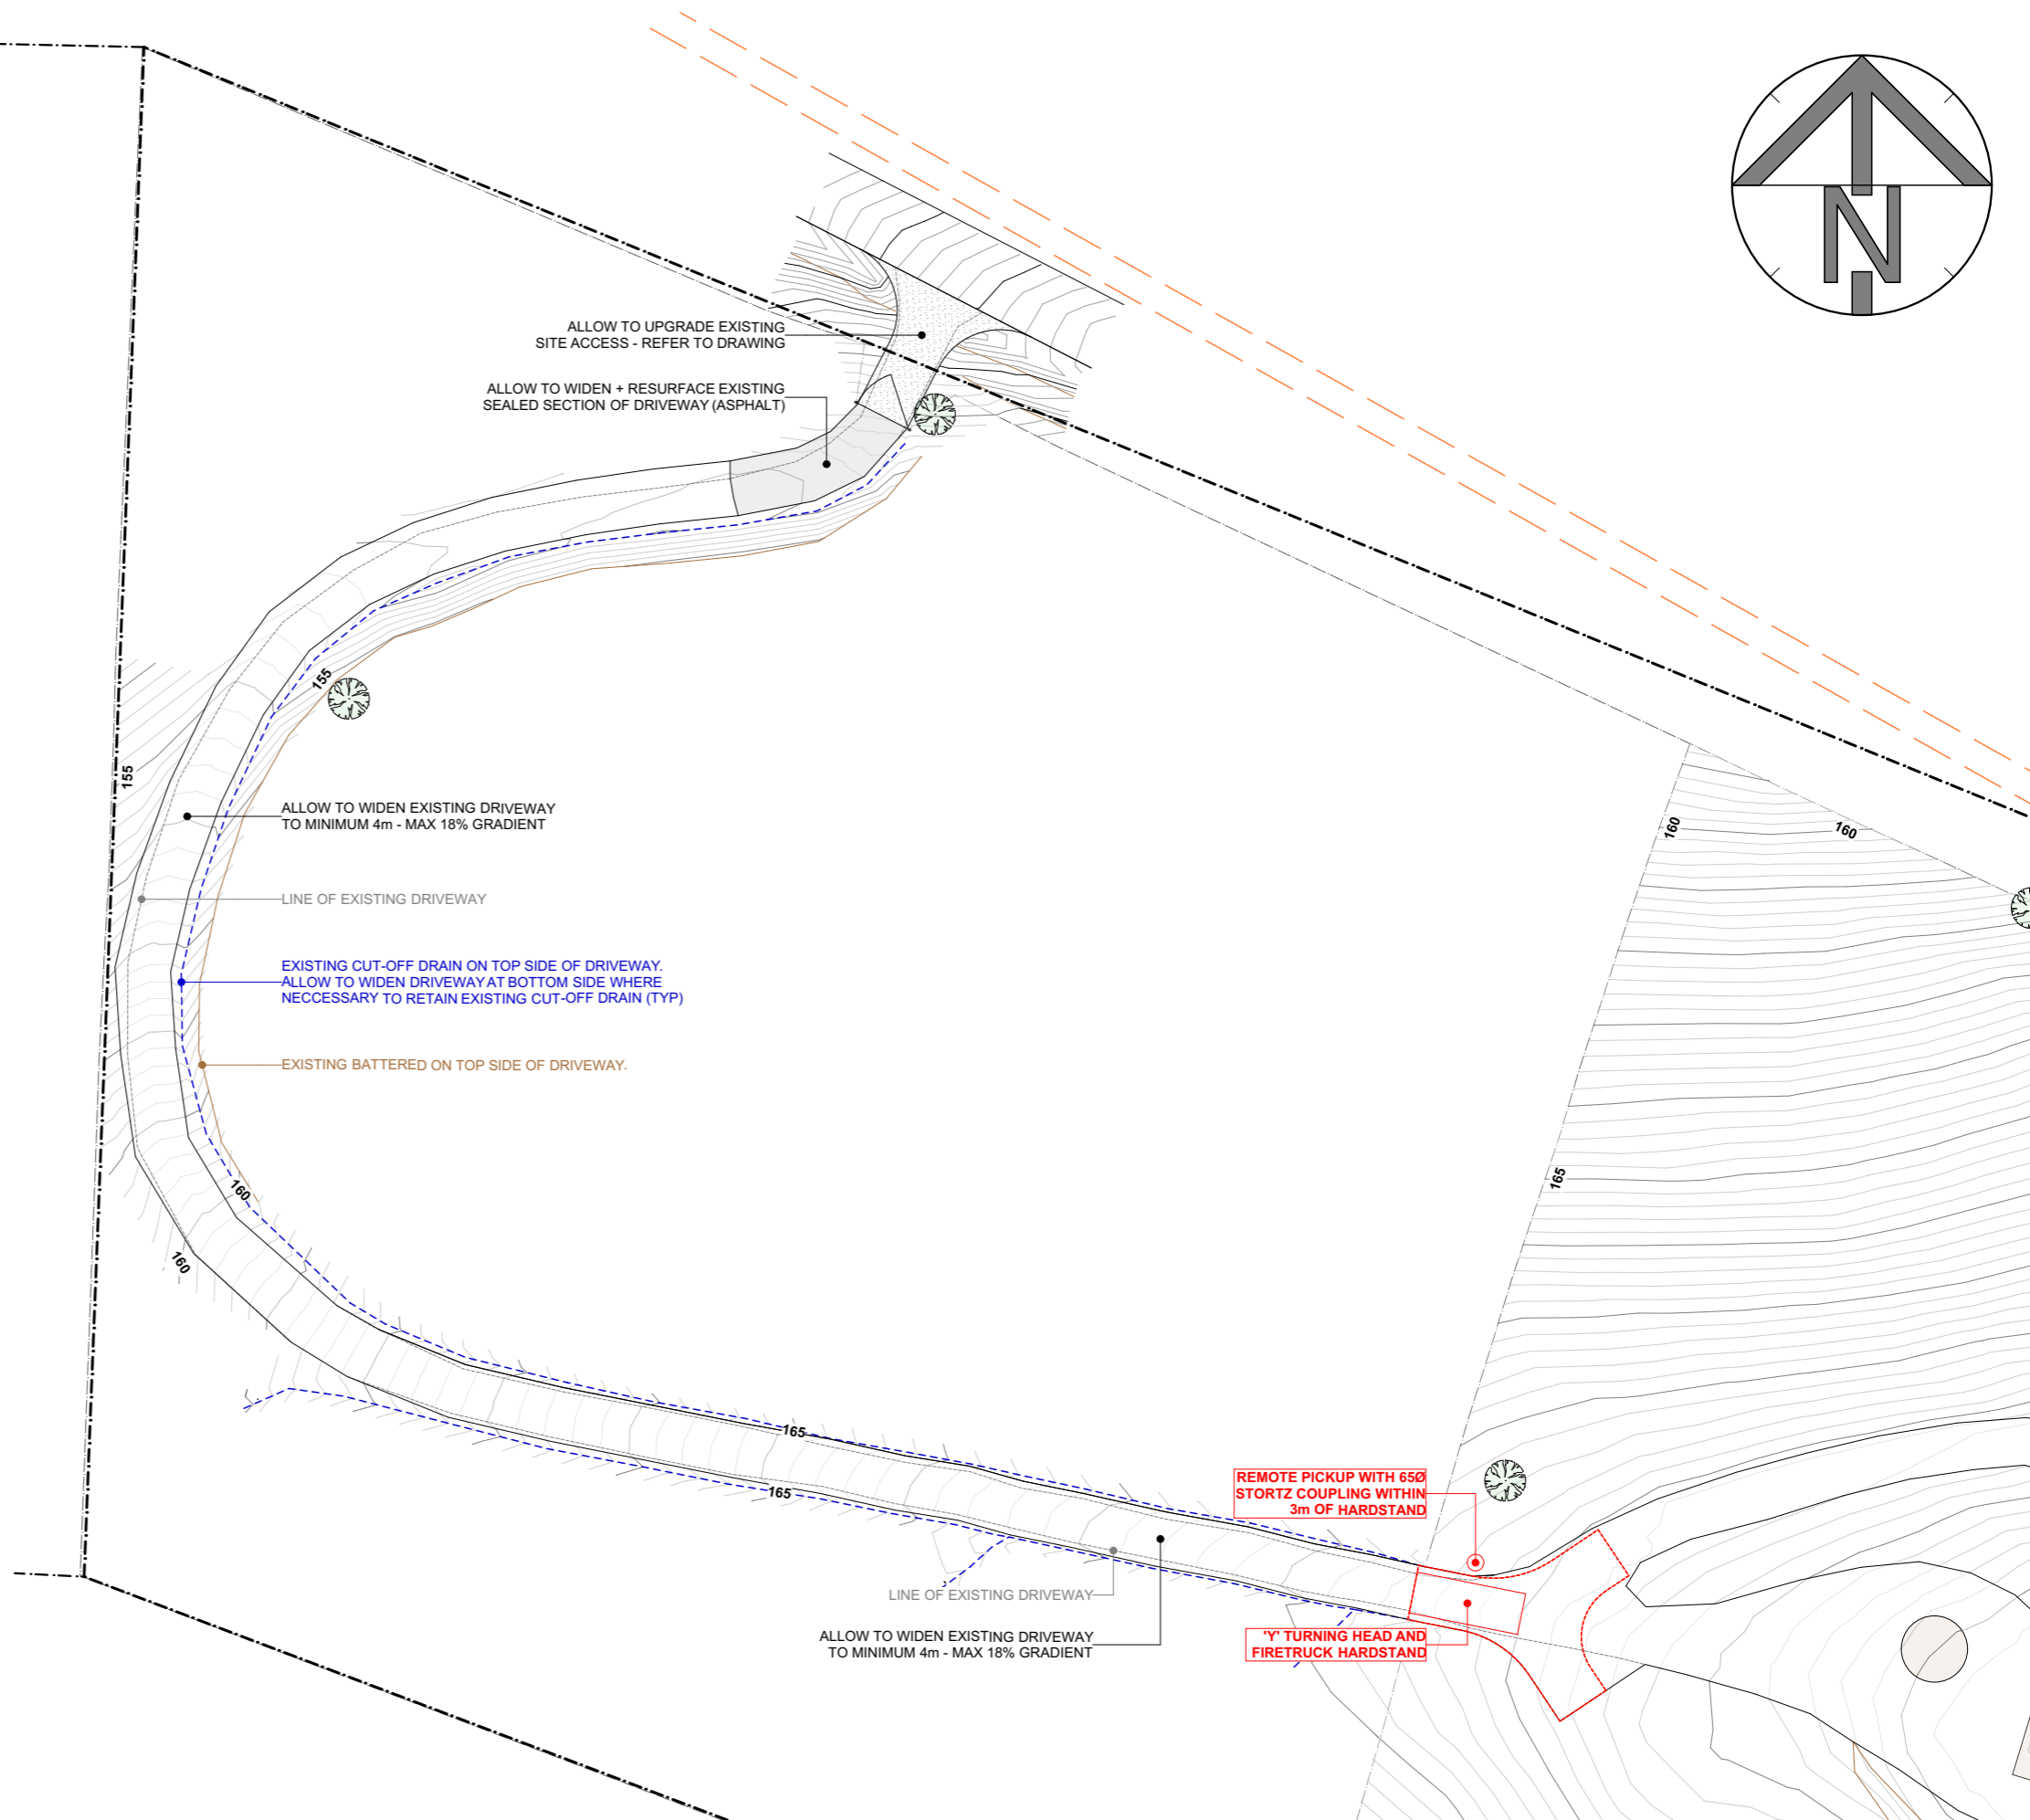 N
ALLOW TO UPGRADE EXISTING
SITE ACCESS - REFER TO DRAWING
ALLOW TO WIDEN + RESURFACE EXISTING
SEALED SECTION OF DRIVEWAY (ASPHALT)
155
155
ALLOW TO WIDEN EXISTING DRIVEWAY
TO MINIMUM 4m - MAX 18% GRADIENT
160
160
LINE OF EXISTING DRIVEWAY
EXISTING CUT-OFF DRAIN ON TOP SIDE OF DRIVEWAY.
ALLOW TO WIDEN DRIVEWAY AT BOTTOM SIDE WHERE
NECCESSARY TO RETAIN EXISTING CUT-OFF DRAIN (TYP)
EXISTING BATTERED ON TOP SIDE OF DRIVEWAY.
165
160
160
165
165
REMOTE PICKUP WITH 65Ø
STORTZ COUPLING WITHIN
3m OF HARDSTAND
LINE OF EXISTING DRIVEWAY
ALLOW TO WIDEN EXISTING DRIVEWAY
TO MINIMUM 4m - MAX 18% GRADIENT
'Y' TURNING HEAD AND
FIRETRUCK HARDSTAND